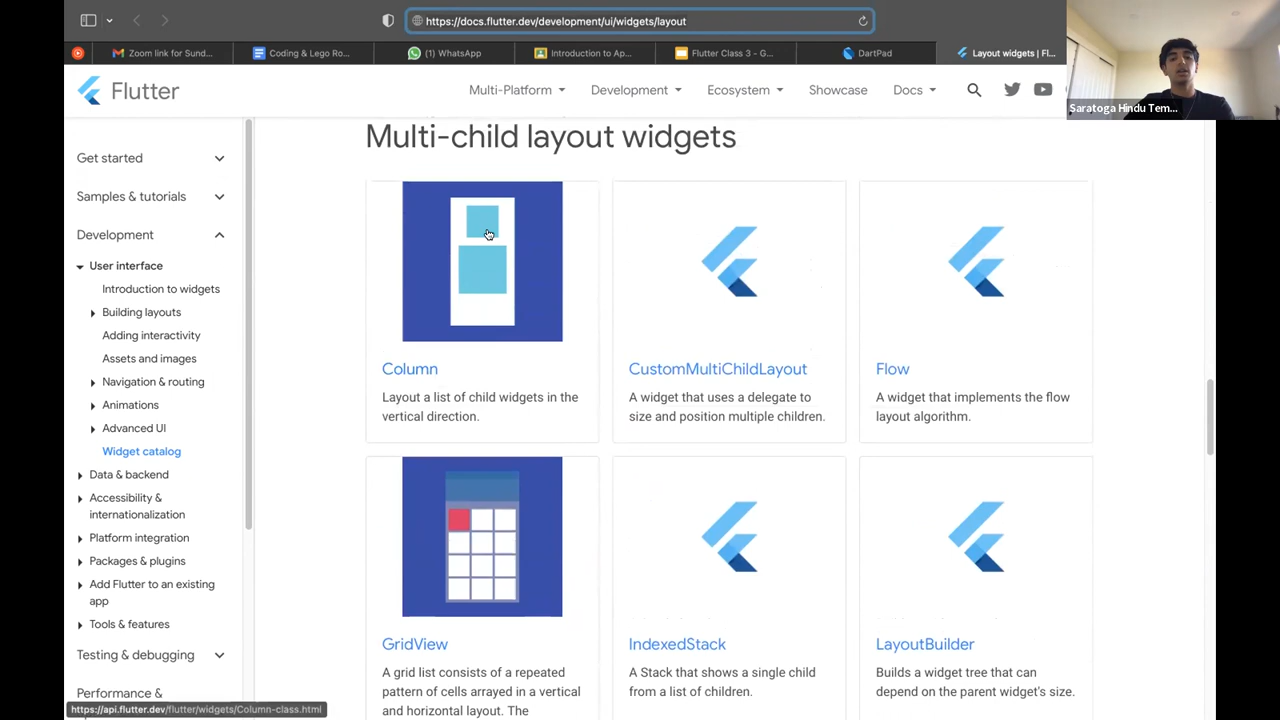 https://docs.flutter.dev/development/ui/widgets/layout
Zoom link for Sund...
Coding & Lego Ro...
(1) WhatsApp
Introduction to Ap...
Flutter Class 3 - G...
DartPad
Layout widgets | Fl...
Saratoga Hindu Tem...
Flutter
Multi-Platform
Development
Ecosystem
Showcase
Docs
Get started
Samples & tutorials
Development
User interface
Introduction to widgets
Building layouts
Adding interactivity
Assets and images
Navigation & routing
Animations
Advanced UI
Widget catalog
Data & backend
Accessibility &
internationalization
Platform integration
Packages & plugins
Add Flutter to an existing
app
Tools & features
Testing & debugging
Performance &
https://api.flutter.dev/flutter/widgets/Column-class.html
Multi-child layout widgets
Column
Layout a list of child widgets in the
vertical direction.
CustomMultiChildLayout
A widget that uses a delegate to
size and position multiple children.
Flow
A widget that implements the flow
layout algorithm.
GridView
A grid list consists of a repeated
pattern of cells arrayed in a vertical
and horizontal layout. The
IndexedStack
A Stack that shows a single child
from a list of children.
LayoutBuilder
Builds a widget tree that can
depend on the parent widget's size.